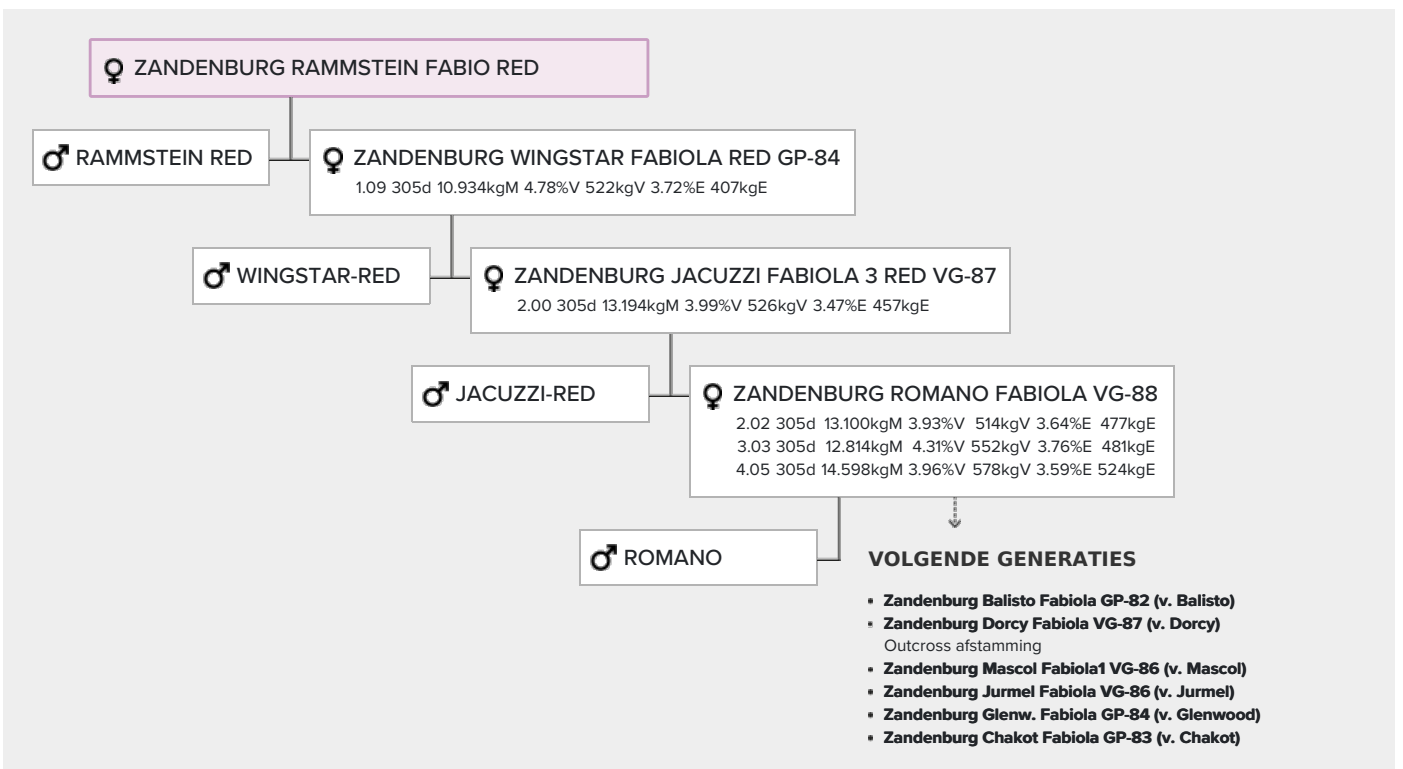 ZANDENBURG RAMMSTEIN FABIO RED
RAMMSTEIN RED
ZANDENBURG WINGSTAR FABIOLA RED GP-84
1.09 305d 10.934kgM 4.78%V 522kgV 3.72%E 407kgE
WINGSTAR-RED
ZANDENBURG JACUZZI FABIOLA 3 RED VG-87
2.00 305d 13.194kgM 3.99%V 526kgV 3.47%E 457kgE
JACUZZI-RED
ZANDENBURG ROMANO FABIOLA VG-88
2.02 305d 13.100kgM 3.93%V 514kgV 3.64%E 477kgE
3.03 305d 12.814kgM 4.31%V 552kgV 3.76%E 481kgE
4.05 305d 14.598kgM 3.96%V 578kgV 3.59%E 524kgE
ROMANO
VOLGENDE GENERATIES
• Zandenburg Balisto Fabiola GP-82 (v. Balisto)
• Zandenburg Dorcy Fabiola VG-87 (v. Dorcy)
Outcross afstamming
• Zandenburg Mascol Fabiola1 VG-86 (v. Mascol)
• Zandenburg Jurmel Fabiola VG-86 (v. Jurmel)
• Zandenburg Glenw. Fabiola GP-84 (v. Glenwood)
• Zandenburg Chakot Fabiola GP-83 (v. Chakot)